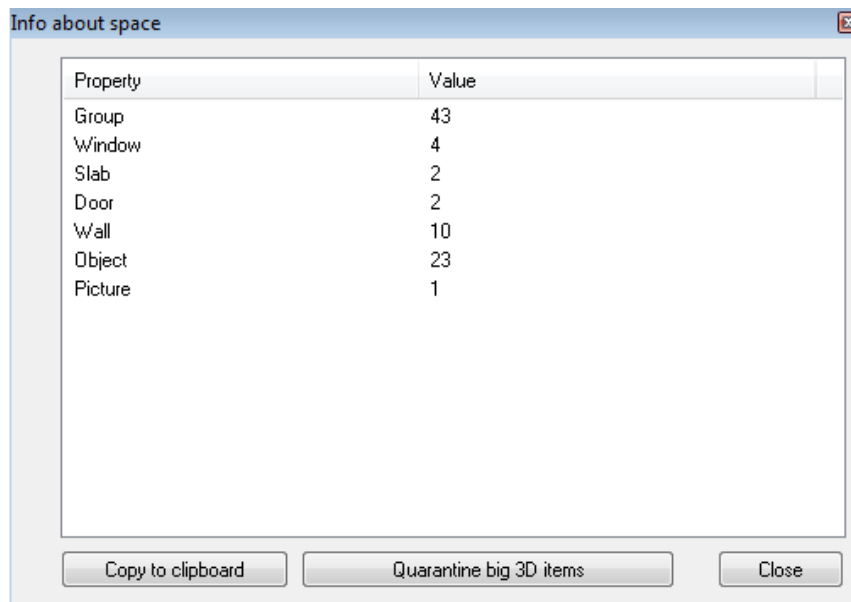 Info about space
Property Value
Group 43
Window 4
Slab 2
Door 2
Wall 10
Object 23
Picture 1
Copy to clipboard Quarantine big 3D items Close